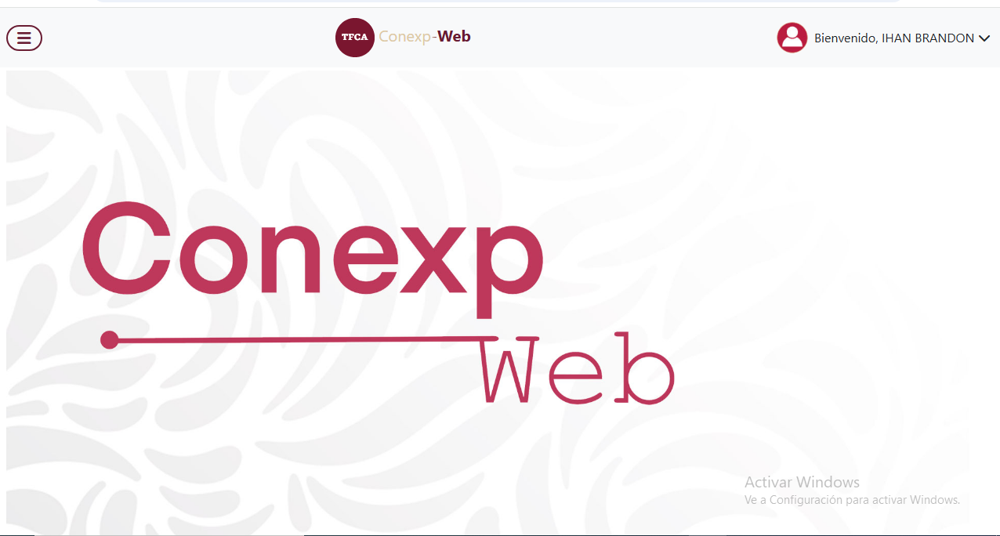 TFCA Conexp-Web
Bienvenido, IHAN BRANDON
Conexp
Web
Activar Windows
Ve a Configuración para activar Windows.